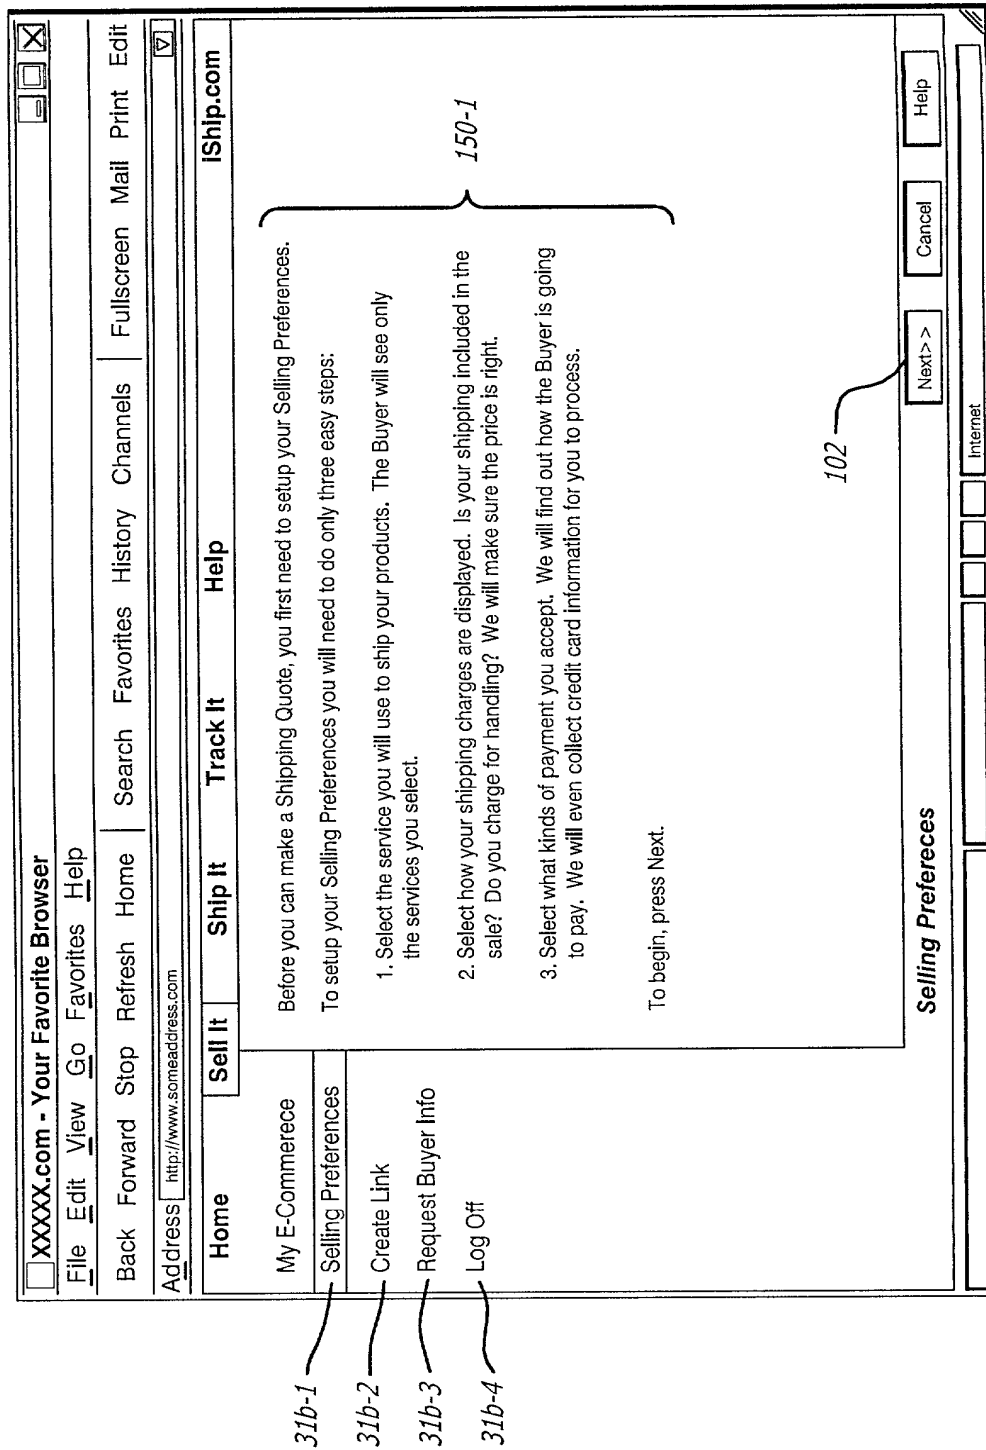 XXXXX.com - Your Favorite Browser
File Edit View Go Favorites Help
Back Forward Stop Refresh Home Search Favorites History Channels Fullscreen Mail Print Edit
Address http://www.someaddress.com
Home Sell It Ship It Track It Help iShip.com
My E-Commerece
Selling Preferences
Create Link
Request Buyer Info
Log Off
31b-1
31b-2
31b-3
31b-4
Before you can make a Shipping Quote, you first need to setup your Selling Preferences.
To setup your Selling Preferences you will need to do only three easy steps:
1. Select the service you will use to ship your products. The Buyer will see only
the services you select.
2. Select how your shipping charges are displayed. Is your shipping included in the
sale? Do you charge for handling? We will make sure the price is right.
3. Select what kinds of payment you accept. We will find out how the Buyer is going
to pay. We will even collect credit card information for you to process.
To begin, press Next.
150-1
102
Next>> Cancel Help
Selling Prefereces
Internet